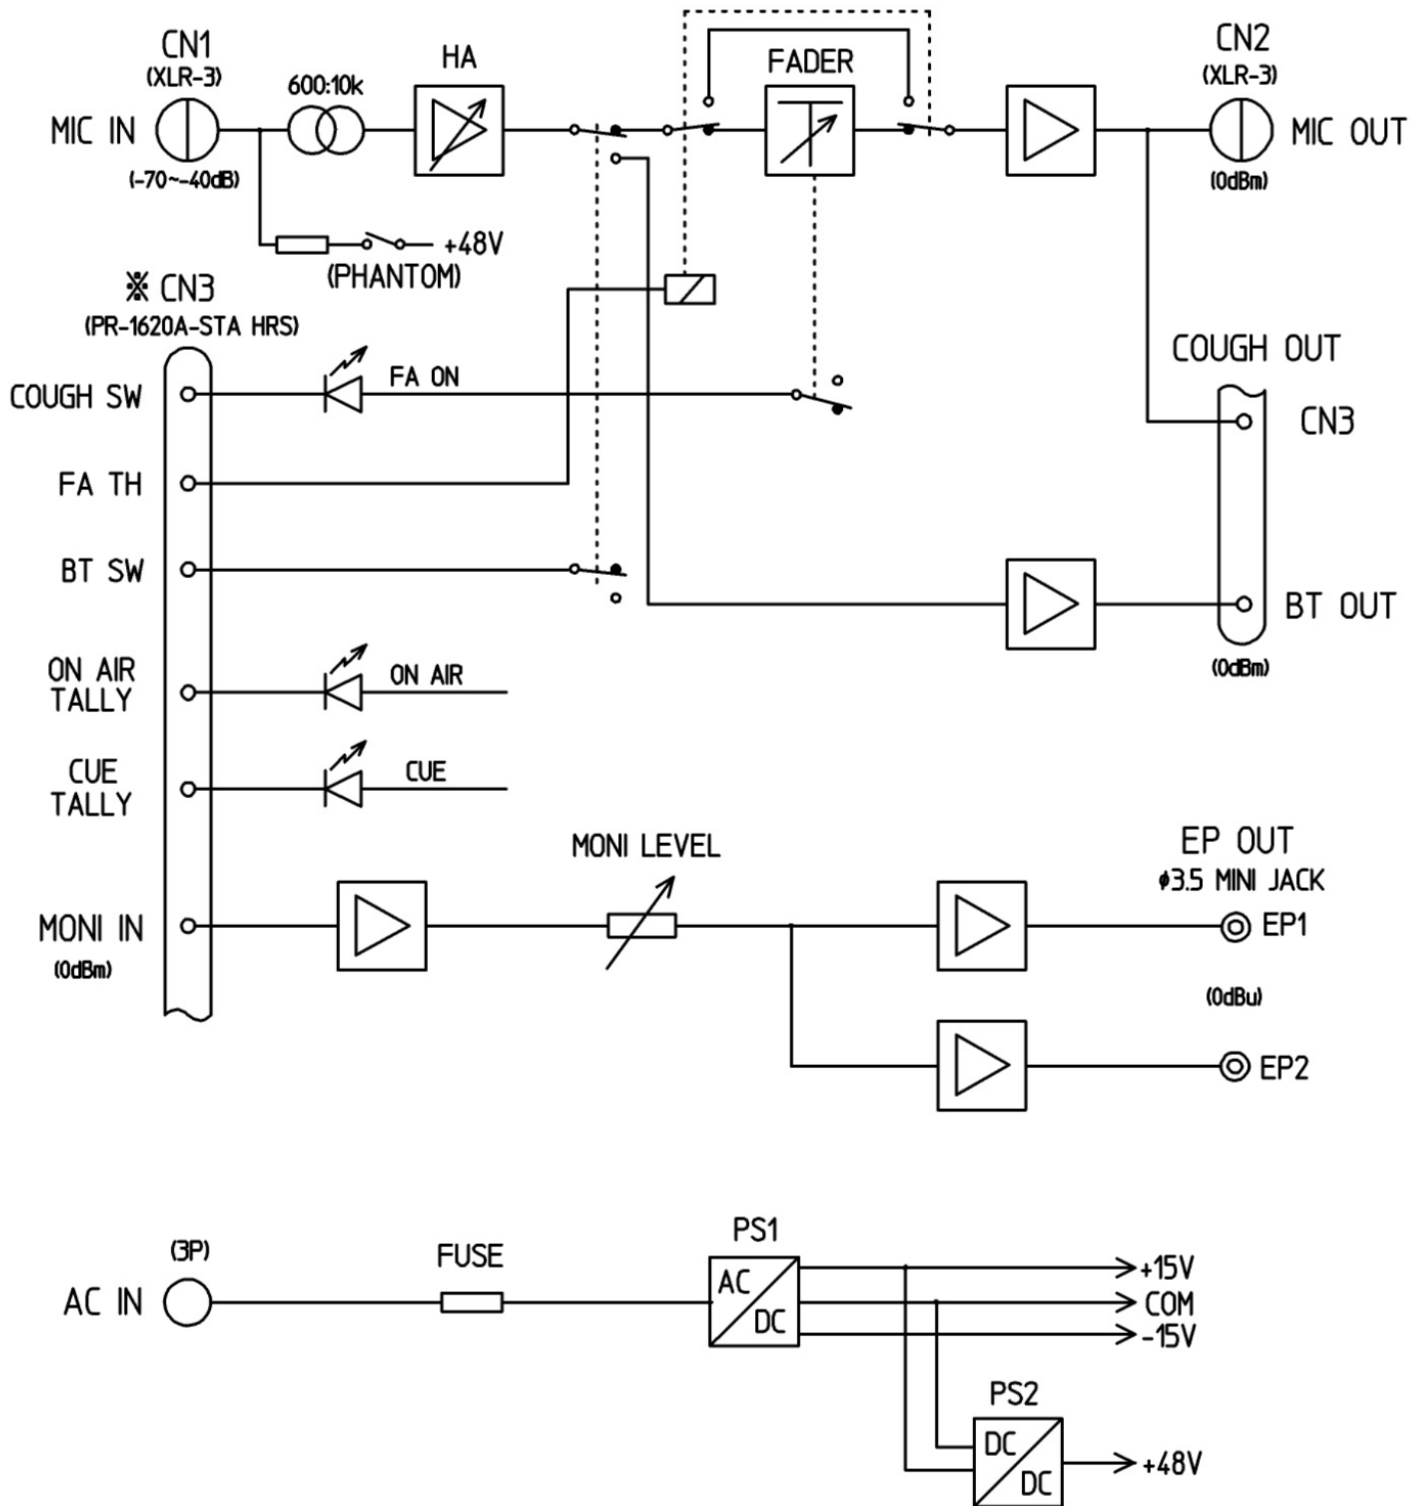 CN1
(XLR-3)
MIC IN
(-70~-40dB)
600:10k
HA
FADER
CN2
(XLR-3)
MIC OUT
(0dBm)
+48V
(PHANTOM)
※ CN3
(PR-1620A-STA HRS)
COUGH SW
FA ON
COUGH OUT
CN3
FA TH
BT SW
BT OUT
(0dBm)
ON AIR
TALLY
ON AIR
CUE
TALLY
CUE
MONI LEVEL
EP OUT
ø3.5 MINI JACK
MONI IN
(0dBm)
EP1
(0dBu)
EP2
AC IN
(3P)
FUSE
PS1
AC
DC
+15V
COM
-15V
PS2
DC
DC
+48V